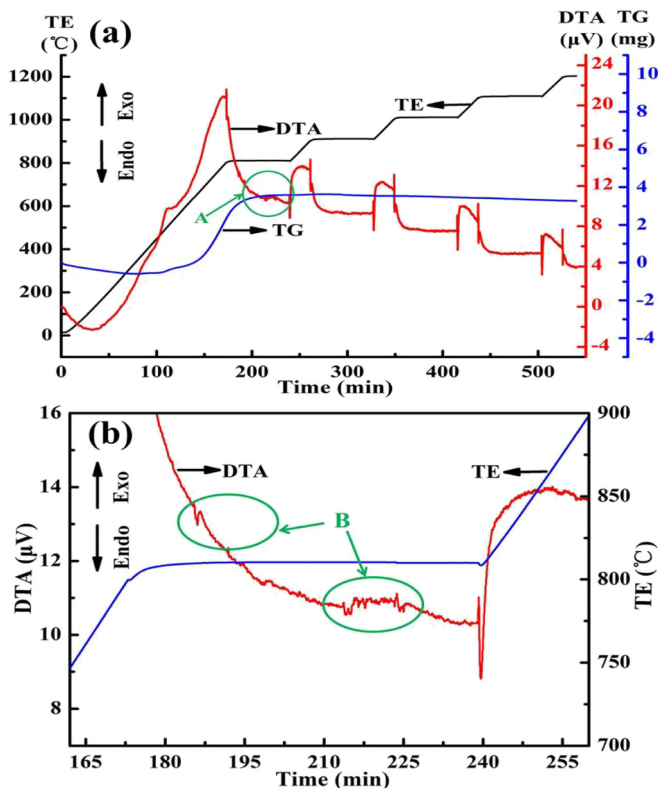 TE
(℃)
(a)
DTA TG
(μV) (mg)
1200
1000
800
600
400
200
0
Exo
Endo
DTA
TE
A
TG
24
20
16
12
8
4
0
-4
10
8
6
4
2
0
-2
-4
0 100 200 300 400 500
Time (min)
(b)
16
14
12
10
8
DTA (μV)
Exo
Endo
DTA
TE
B
900
850
800
750
700
TE (℃)
165 180 195 210 225 240 255
Time (min)